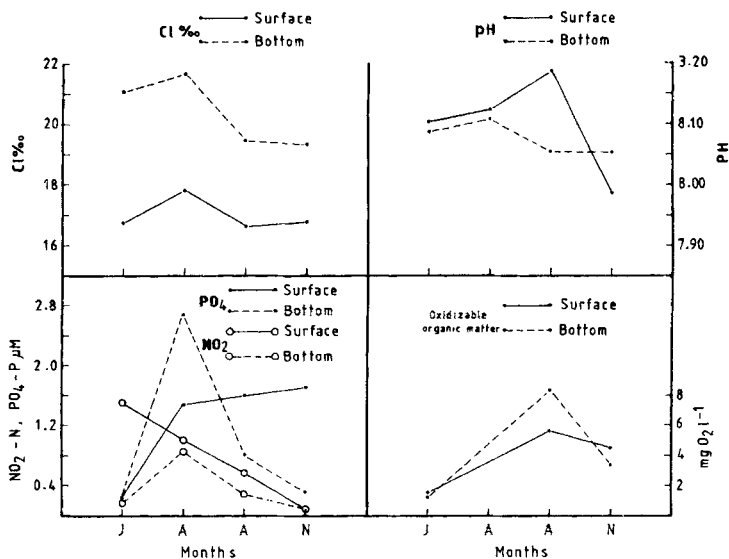 Cl‰ Surface
Bottom
pH Surface
Bottom
22
20
18
16
Cl‰
3.20
8.10
8.00
7.90
PH
PO4 Surface
Bottom
NO2 Surface
Bottom
2.8
2.0
1.2
0.4
NO2-N, PO4-P µM
J A A N
Months
Oxidizable
organic matter
Surface
Bottom
8
6
4
2
mg O2 l-1
J A A N
Months